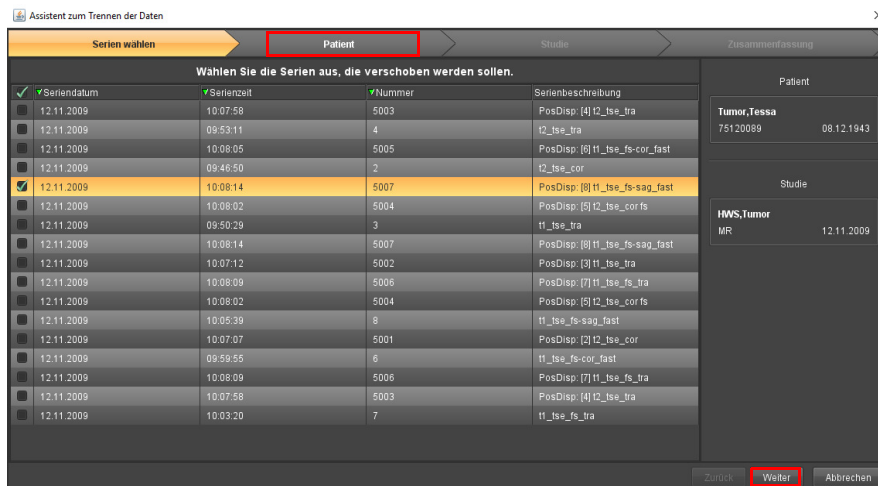 Assistent zum Trennen der Daten
Serien wählen Patient Studie Zusammenfassung
Wählen Sie die Serien aus, die verschoben werden sollen.
Seriendatum Serienzeit Nummer Serienbeschreibung
12.11.2009 10:07:58 5003 PosDisp: [4] t2_tse_tra
12.11.2009 09:53:11 4 t2_tse_tra
12.11.2009 10:08:05 5005 PosDisp: [6] t1_tse_fs-cor_fast
12.11.2009 09:46:50 2 t2_tse_cor
12.11.2009 10:08:14 5007 PosDisp: [8] t1_tse_fs-sag_fast
12.11.2009 10:08:02 5004 PosDisp: [5] t2_tse_cor fs
12.11.2009 09:50:29 3 t1_tse_tra
12.11.2009 10:08:14 5007 PosDisp: [8] t1_tse_fs-sag_fast
12.11.2009 10:07:12 5002 PosDisp: [3] t1_tse_tra
12.11.2009 10:08:09 5006 PosDisp: [7] t1_tse_fs_tra
12.11.2009 10:08:02 5004 PosDisp: [5] t2_tse_cor fs
12.11.2009 10:05:39 8 t1_tse_fs-sag_fast
12.11.2009 10:07:07 5001 PosDisp: [2] t2_tse_cor
12.11.2009 09:59:55 6 t1_tse_fs-cor_fast
12.11.2009 10:08:09 5006 PosDisp: [7] t1_tse_fs_tra
12.11.2009 10:07:58 5003 PosDisp: [4] t2_tse_tra
12.11.2009 10:03:20 7 t1_tse_fs_tra
Patient
Tumor,Tessa
75120089 08.12.1943
Studie
HWS,Tumor
MR 12.11.2009
Zurück Weiter Abbrechen